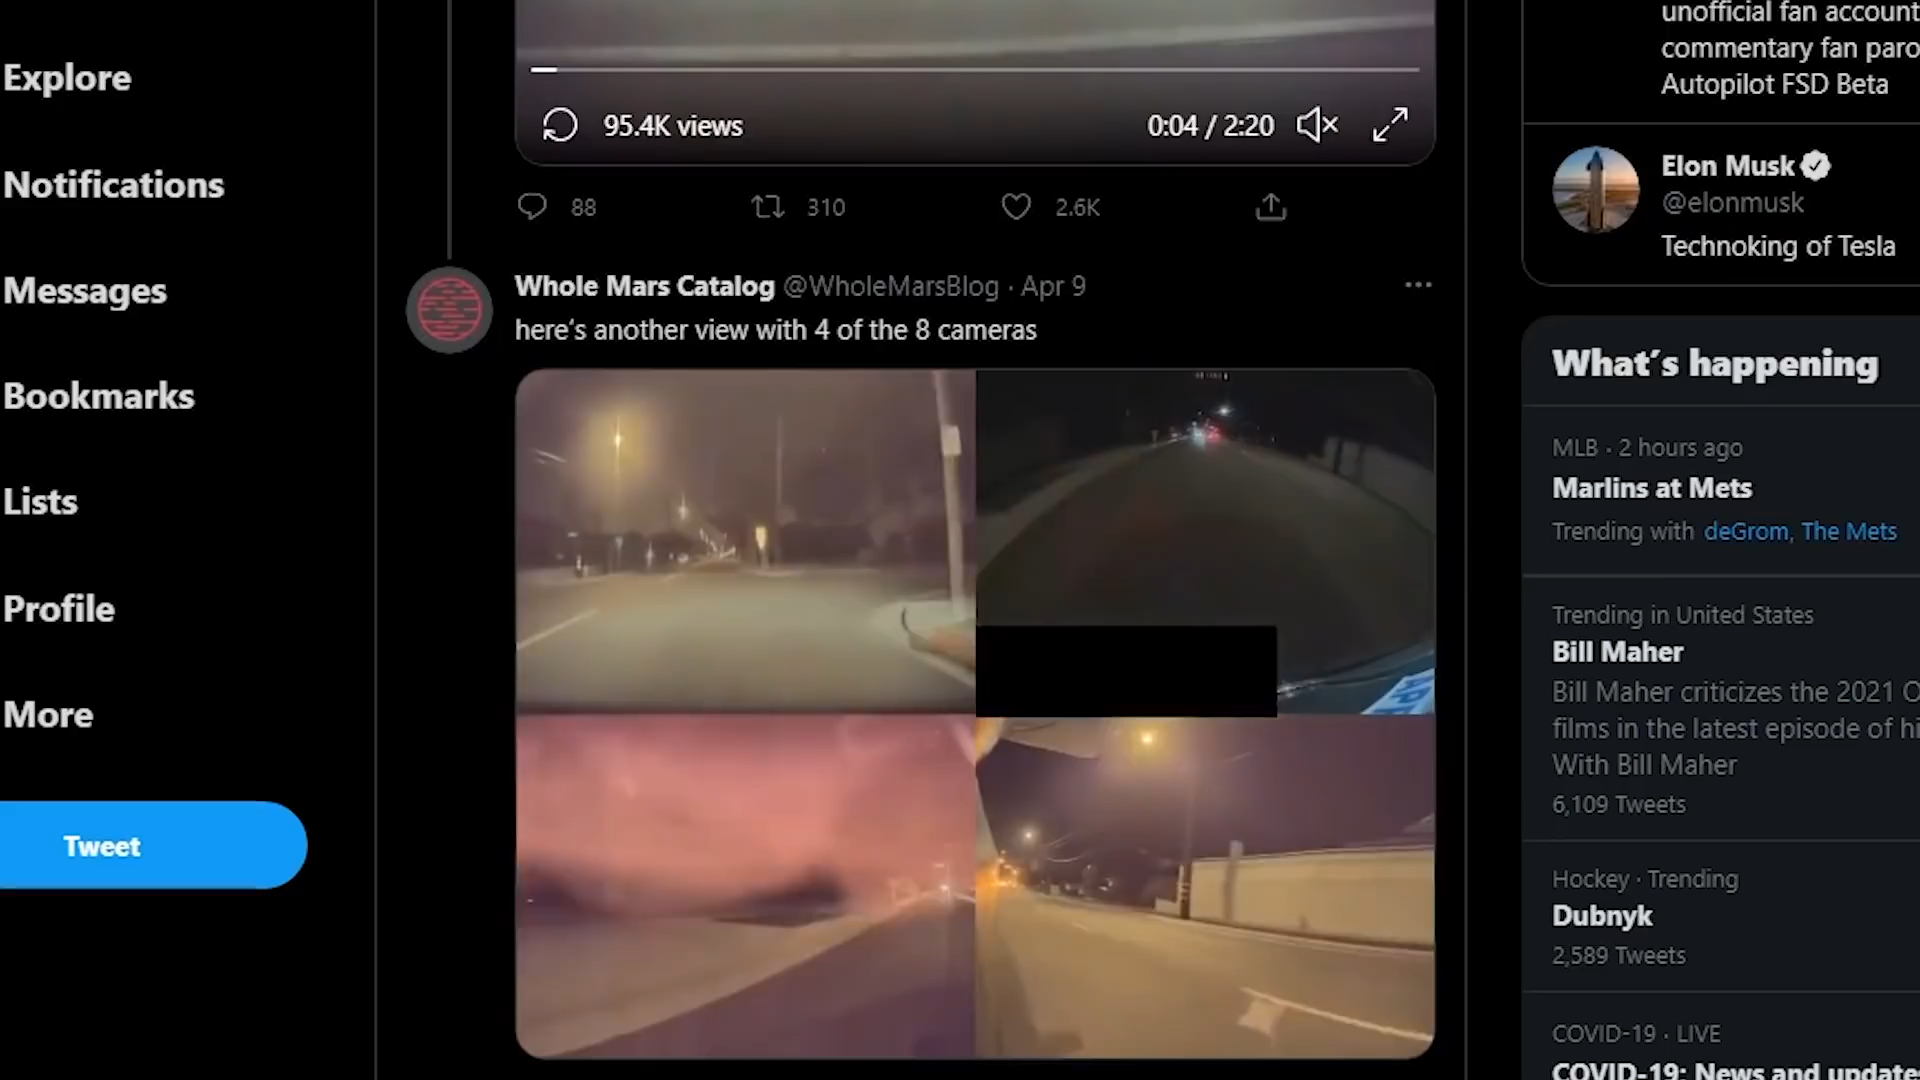 Explore
Notifications
Messages
Bookmarks
Lists
Profile
More
Tweet
95.4K views
0:04 / 2:20
88
310
2.6K
Whole Mars Catalog @WholeMarsBlog · Apr 9
here's another view with 4 of the 8 cameras
unofficial fan account
commentary fan paro
Autopilot FSD Beta
Elon Musk
@elonmusk
Technoking of Tesla
What's happening
MLB · 2 hours ago
Marlins at Mets
Trending with deGrom, The Mets
Trending in United States
Bill Maher
Bill Maher criticizes the 2021 O
films in the latest episode of hi
With Bill Maher
6,109 Tweets
Hockey · Trending
Dubnyk
2,589 Tweets
COVID-19 · LIVE
COVID-19: News and updates